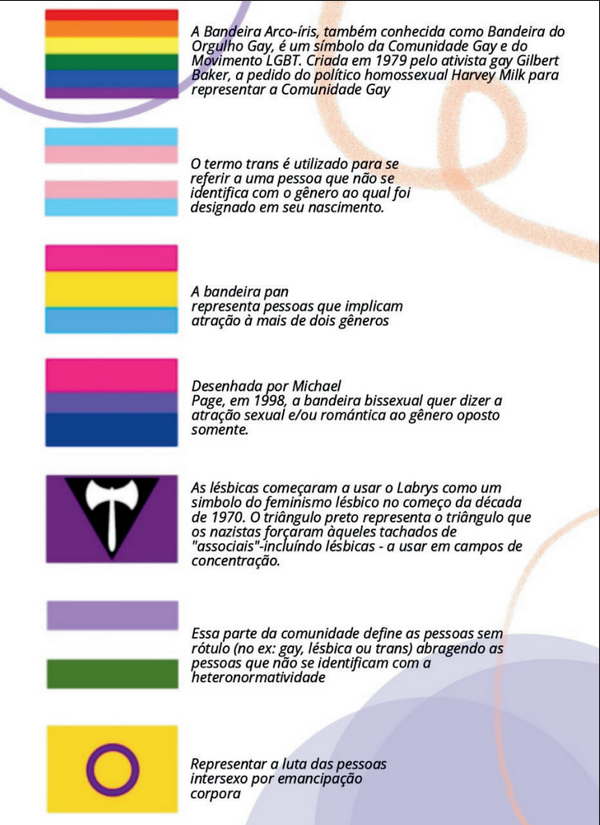 A Bandeira Arco-íris, também conhecida como Bandeira do
Orgulho Gay, é um símbolo da Comunidade Gay e do
Movimento LGBT. Criada em 1979 pelo ativista gay Gilbert
Baker, a pedido do político homossexual Harvey Milk para
representar a Comunidade Gay
O termo trans é utilizado para se
referir a uma pessoa que não se
identifica com o gênero ao qual foi
designado em seu nascimento.
A bandeira pan
representa pessoas que implicam
atração à mais de dois gêneros
Desenhada por Michael
Page, em 1998, a bandeira bissexual quer dizer a
atração sexual e/ou romántica ao gênero oposto
somente.
As lésbicas começaram a usar o Labrys como um
simbolo do feminismo lésbico no começo da década
de 1970. O triângulo preto representa o triângulo que
os nazistas forçaram àqueles tachados de
"associais"-incluíndo lésbicas - a usar em campos de
concentração.
Essa parte da comunidade define as pessoas sem
rótulo (no ex: gay, lésbica ou trans) abragendo as
pessoas que não se identificam com a
heteronormatividade
Representar a luta das pessoas
intersexo por emancipação
corpora